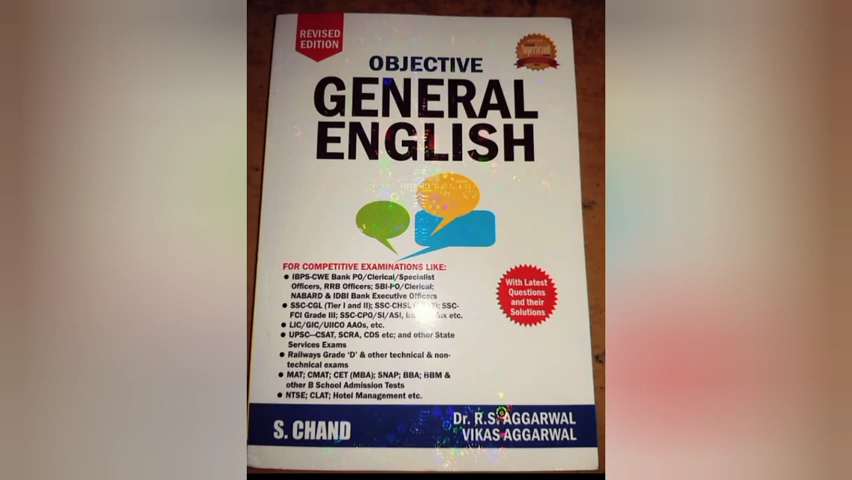 REVISED
EDITION
OBJECTIVE
GENERAL
ENGLISH
FOR COMPETITIVE EXAMINATIONS LIKE:
● IBPS-CWE Bank PO/Clerical/Specialist
Officers, RRB Officers; SBI-PO/Clerical;
NABARD & IDBI Bank Executive Officers
● SSC-CGL (Tier I and II); SSC-CHSL SSC-
FCI Grade III; SSC-CPO/SI/ASI, etc.
● LIC/GIC/UIICO AAOs, etc.
● UPSC—CSAT, SCRA, CDS etc; and other State
Services Exams
● Railways Grade 'D' & other technical & non-
technical exams
● MAT; CMAT; CET (MBA); SNAP; BBA; BBM &
other B School Admission Tests
● NTSE; CLAT; Hotel Management etc.
With Latest
Questions
and their
Solutions
S. CHAND
Dr. R.S. AGGARWAL
VIKAS AGGARWAL